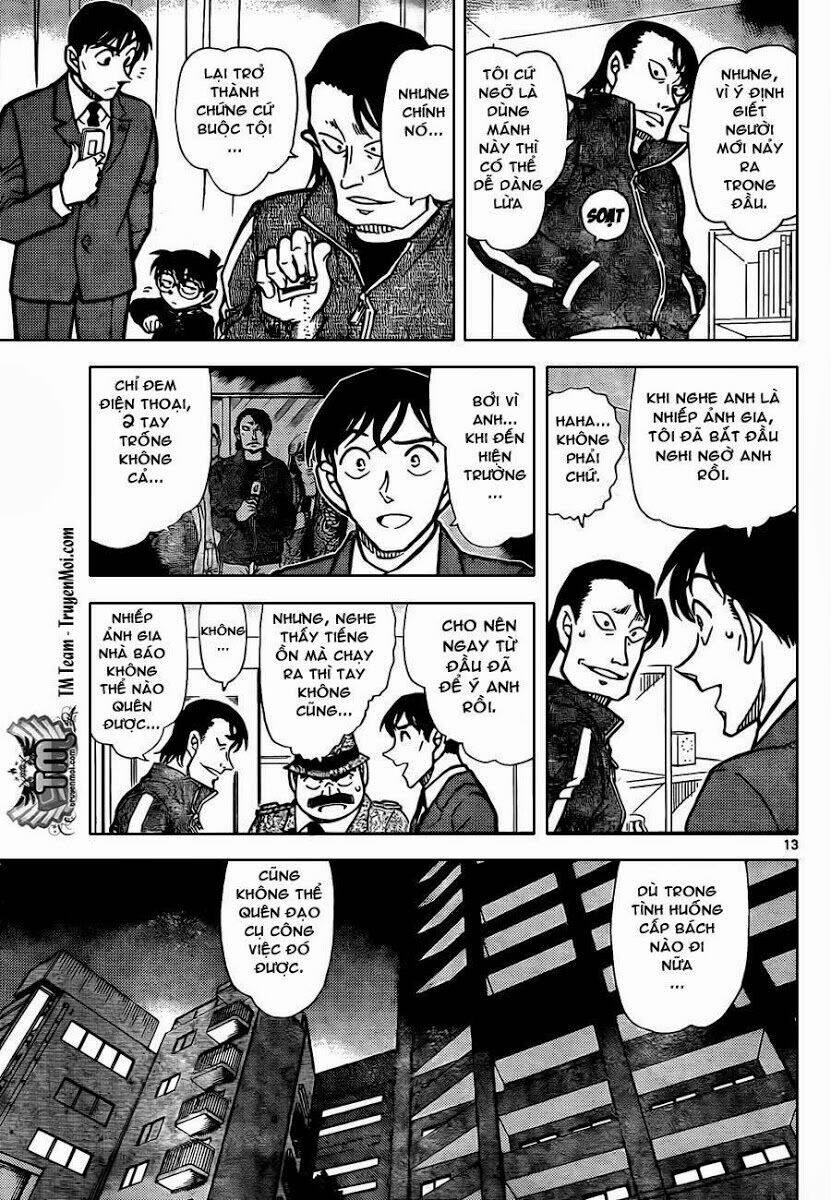 NHƯNG,
VÌ Ý ĐỊNH
GIẾT
NGƯỜI
MỚI NẢY
RA
TRONG
ĐẦU.
TÔI CỨ
NGỠ LÀ
DÙNG
MÁNH
NÀY THÌ
CÓ THỂ
DỄ DÀNG
LỪA
SOẠT
NHƯNG
CHÍNH
NÓ...
LẠI TRỞ
THÀNH
CHỨNG CỨ
BUỘC TỘI
...
KHI NGHE ANH LÀ
NHIẾP ẢNH GIA,
TÔI ĐÃ BẮT ĐẦU
NGHI NGỜ ANH
RỒI.
HAHA...
KHÔNG
PHẢI
CHỨ.
BỞI VÌ
ANH...
KHI ĐẾN
HIỆN
TRƯỜNG
...
CHỈ ĐEM
ĐIỆN THOẠI,
2 TAY
TRỐNG
KHÔNG
CẢ...
CHO NÊN
NGAY TỪ
ĐẦU ĐÃ
ĐỂ Ý ANH
RỒI.
NHƯNG, NGHE
THẤY TIẾNG
ỒN MÀ CHẠY
RA THÌ TAY
KHÔNG
CŨNG...
KHÔNG
...
NHIẾP
ẢNH GIA
NHÀ BÁO
KHÔNG
THỂ NÀO
QUÊN
ĐƯỢC...
TM Team - TruyenMoi.com
TM
truyenmoi.com
13
DÙ TRONG
TÌNH HUỐNG
CẤP BÁCH
NÀO ĐI
NỮA
...
CŨNG
KHÔNG THỂ
QUÊN ĐẠO
CỤ CÔNG
VIỆC ĐÓ
ĐƯỢC.